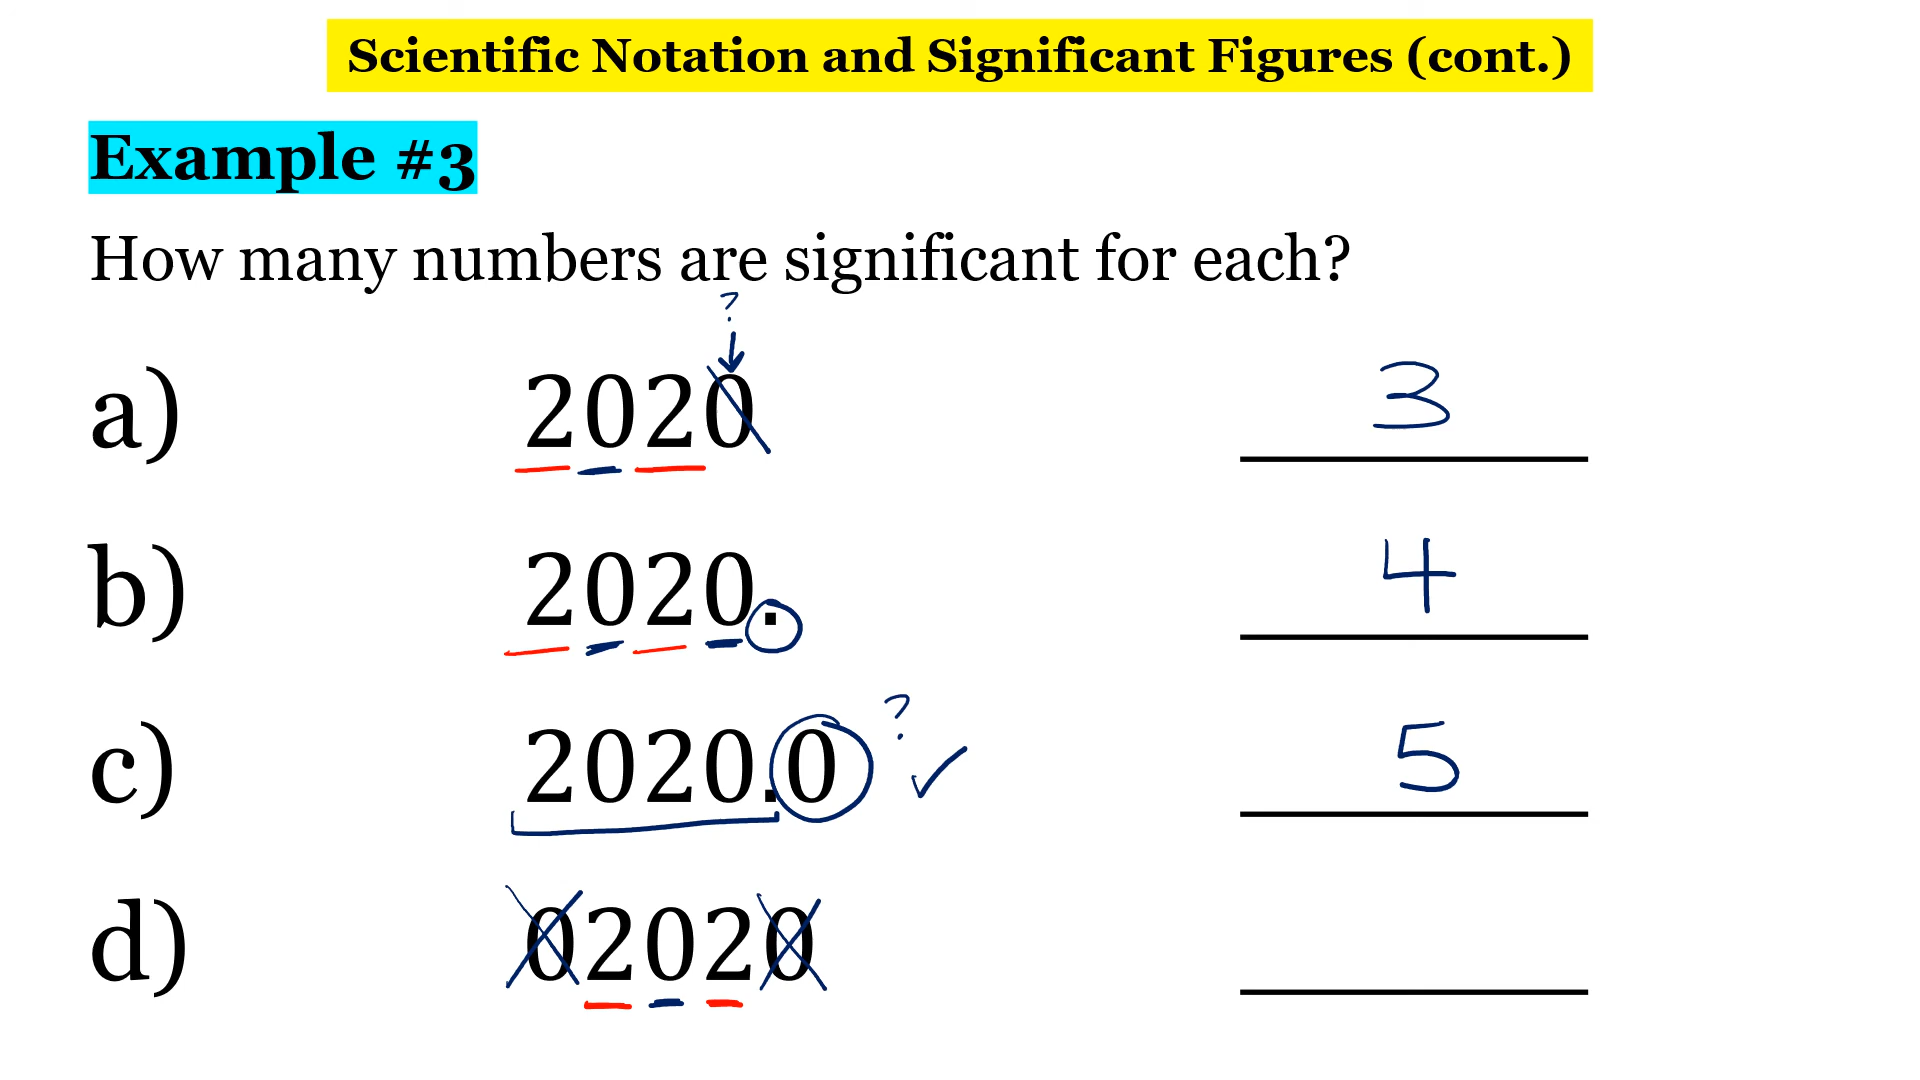 Scientific Notation and Significant Figures (cont.)
Example #3
How many numbers are significant for each?
?
a) 2020 3
b) 2020. 4
?
c) 2020.0 5
d) 02020